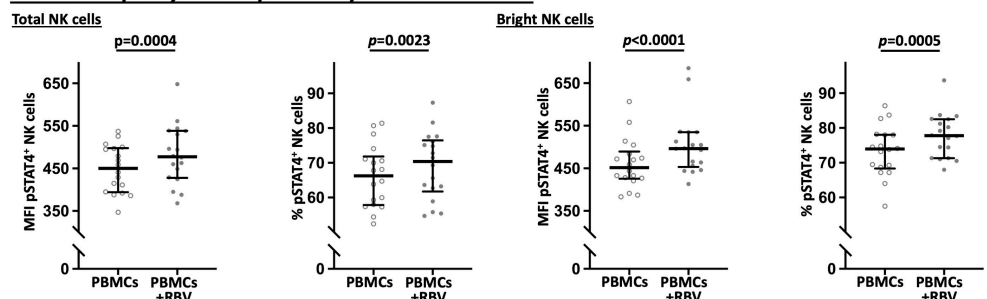 Total NK cells
Bright NK cells
p=0.0004
p=0.0023
p<0.0001
p=0.0005
MFI pSTAT4⁺ NK cells
650
550
450
350
0
PBMCs
PBMCs
+RBV
% pSTAT4⁺ NK cells
90
80
70
60
0
PBMCs
PBMCs
+RBV
MFI pSTAT4⁺ NK cells
650
550
450
350
0
PBMCs
PBMCs
+RBV
% pSTAT4⁺ NK cells
90
80
70
60
0
PBMCs
PBMCs
+RBV